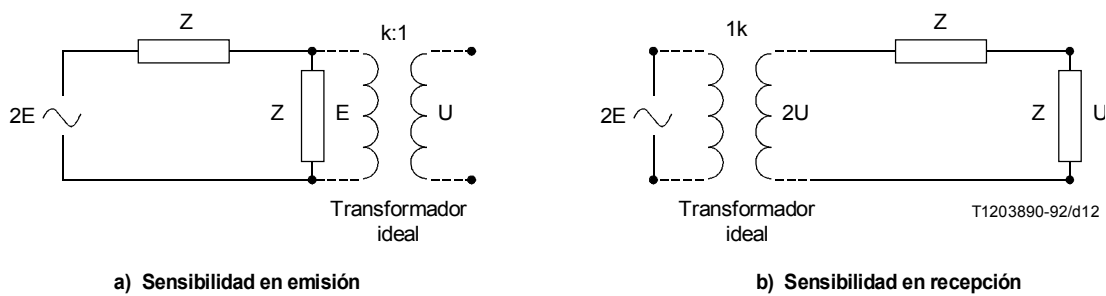 Z
k:1
2E
Z
E
U
Transformador
ideal
a) Sensibilidad en emisión
1k
Z
2E
2U
Z
U
Transformador
ideal
T1203890-92/d12
b) Sensibilidad en recepción